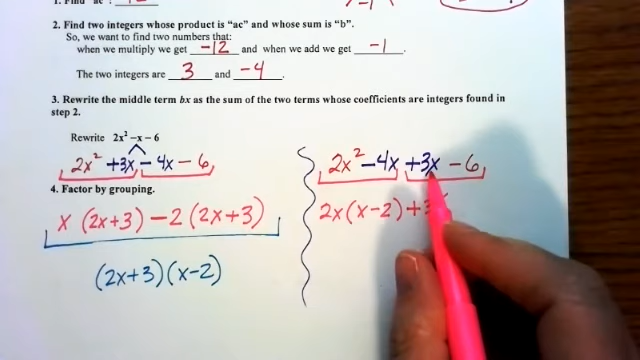 1. Find "ac"
2. Find two integers whose product is "ac" and whose sum is "b".
So, we want to find two numbers that:
when we multiply we get -12 and when we add we get -1.
The two integers are 3 and -4.
3. Rewrite the middle term bx as the sum of the two terms whose coefficients are integers found in
step 2.
Rewrite 2x² – x – 6
2x² +3x – 4x – 6
4. Factor by grouping.
x (2x+3) – 2 (2x+3)
(2x+3)(x–2)
2x² – 4x +3x – 6
2x(x–2)+3